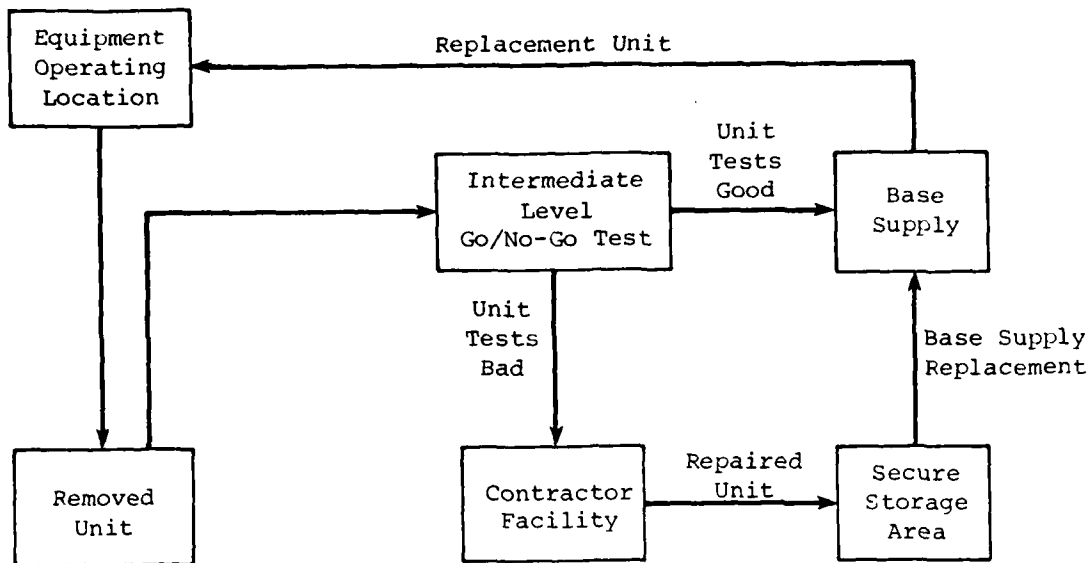 Equipment
Operating
Location
Replacement Unit
Intermediate
Level
Go/No-Go Test
Unit
Tests
Good
Base
Supply
Unit
Tests
Bad
Base Supply
Replacement
Removed
Unit
Contractor
Facility
Repaired
Unit
Secure
Storage
Area